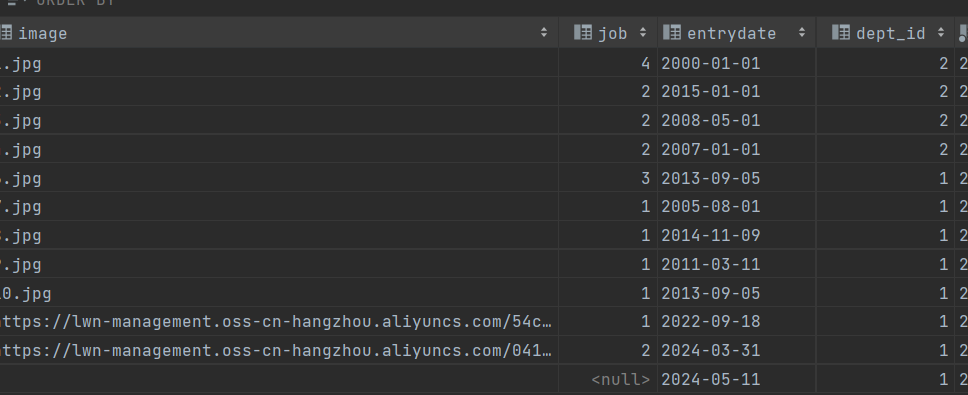 ORDER BY
image job entrydate dept_id
.jpg 4 2000-01-01 2 2
.jpg 2 2015-01-01 2 2
.jpg 2 2008-05-01 2 2
.jpg 2 2007-01-01 2 2
.jpg 3 2013-09-05 1 2
.jpg 1 2005-08-01 1 2
.jpg 1 2014-11-09 1 2
.jpg 1 2011-03-11 1 2
0.jpg 1 2013-09-05 1 2
ttps://lwn-management.oss-cn-hangzhou.aliyuncs.com/54c… 1 2022-09-18 1 2
ttps://lwn-management.oss-cn-hangzhou.aliyuncs.com/041… 2 2024-03-31 1 2
<null> 2024-05-11 1 2